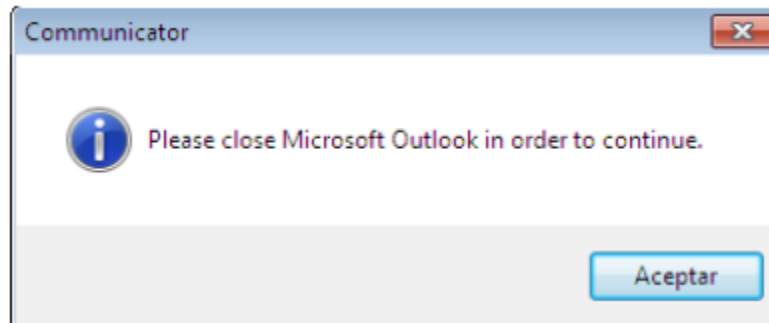 Communicator
Please close Microsoft Outlook in order to continue.
Aceptar